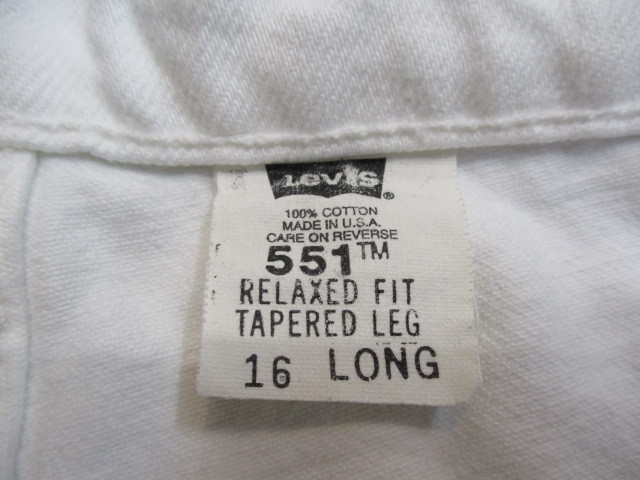 Levi's ®
100% COTTON
MADE IN U.S.A.
CARE ON REVERSE
551™
RELAXED FIT
TAPERED LEG
16 LONG